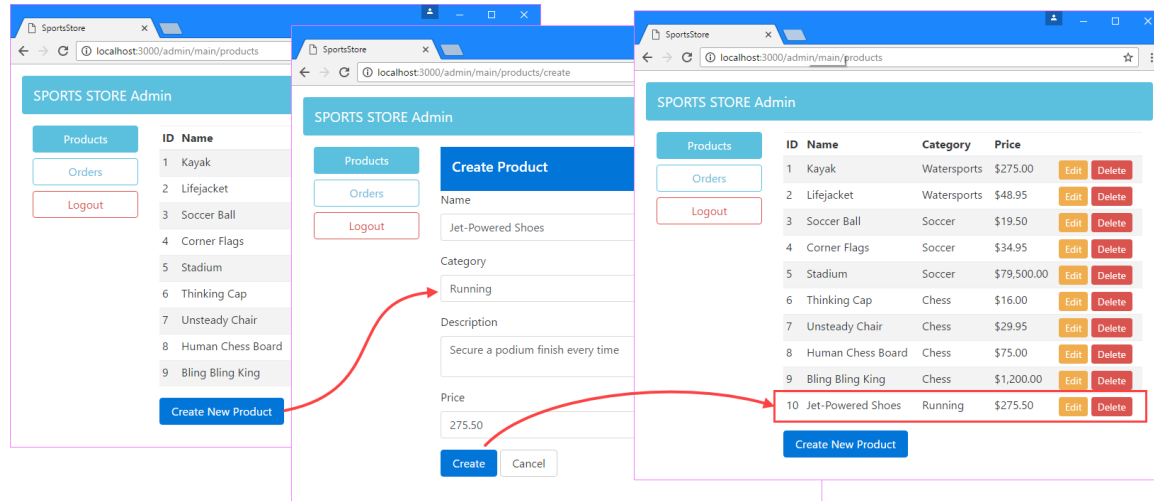 SportsStore
localhost:3000/admin/main/products
SPORTS STORE Admin
Products
Orders
Logout
ID Name
1 Kayak
2 Lifejacket
3 Soccer Ball
4 Corner Flags
5 Stadium
6 Thinking Cap
7 Unsteady Chair
8 Human Chess Board
9 Bling Bling King
Create New Product
SportsStore
localhost:3000/admin/main/products/create
SPORTS STORE Admin
Products
Orders
Logout
Create Product
Name
Jet-Powered Shoes
Category
Running
Description
Secure a podium finish every time
Price
275.50
Create Cancel
SportsStore
localhost:3000/admin/main/products
SPORTS STORE Admin
Products
Orders
Logout
ID Name Category Price
1 Kayak Watersports $275.00 Edit Delete
2 Lifejacket Watersports $48.95 Edit Delete
3 Soccer Ball Soccer $19.50 Edit Delete
4 Corner Flags Soccer $34.95 Edit Delete
5 Stadium Soccer $79,500.00 Edit Delete
6 Thinking Cap Chess $16.00 Edit Delete
7 Unsteady Chair Chess $29.95 Edit Delete
8 Human Chess Board Chess $75.00 Edit Delete
9 Bling Bling King Chess $1,200.00 Edit Delete
10 Jet-Powered Shoes Running $275.50 Edit Delete
Create New Product